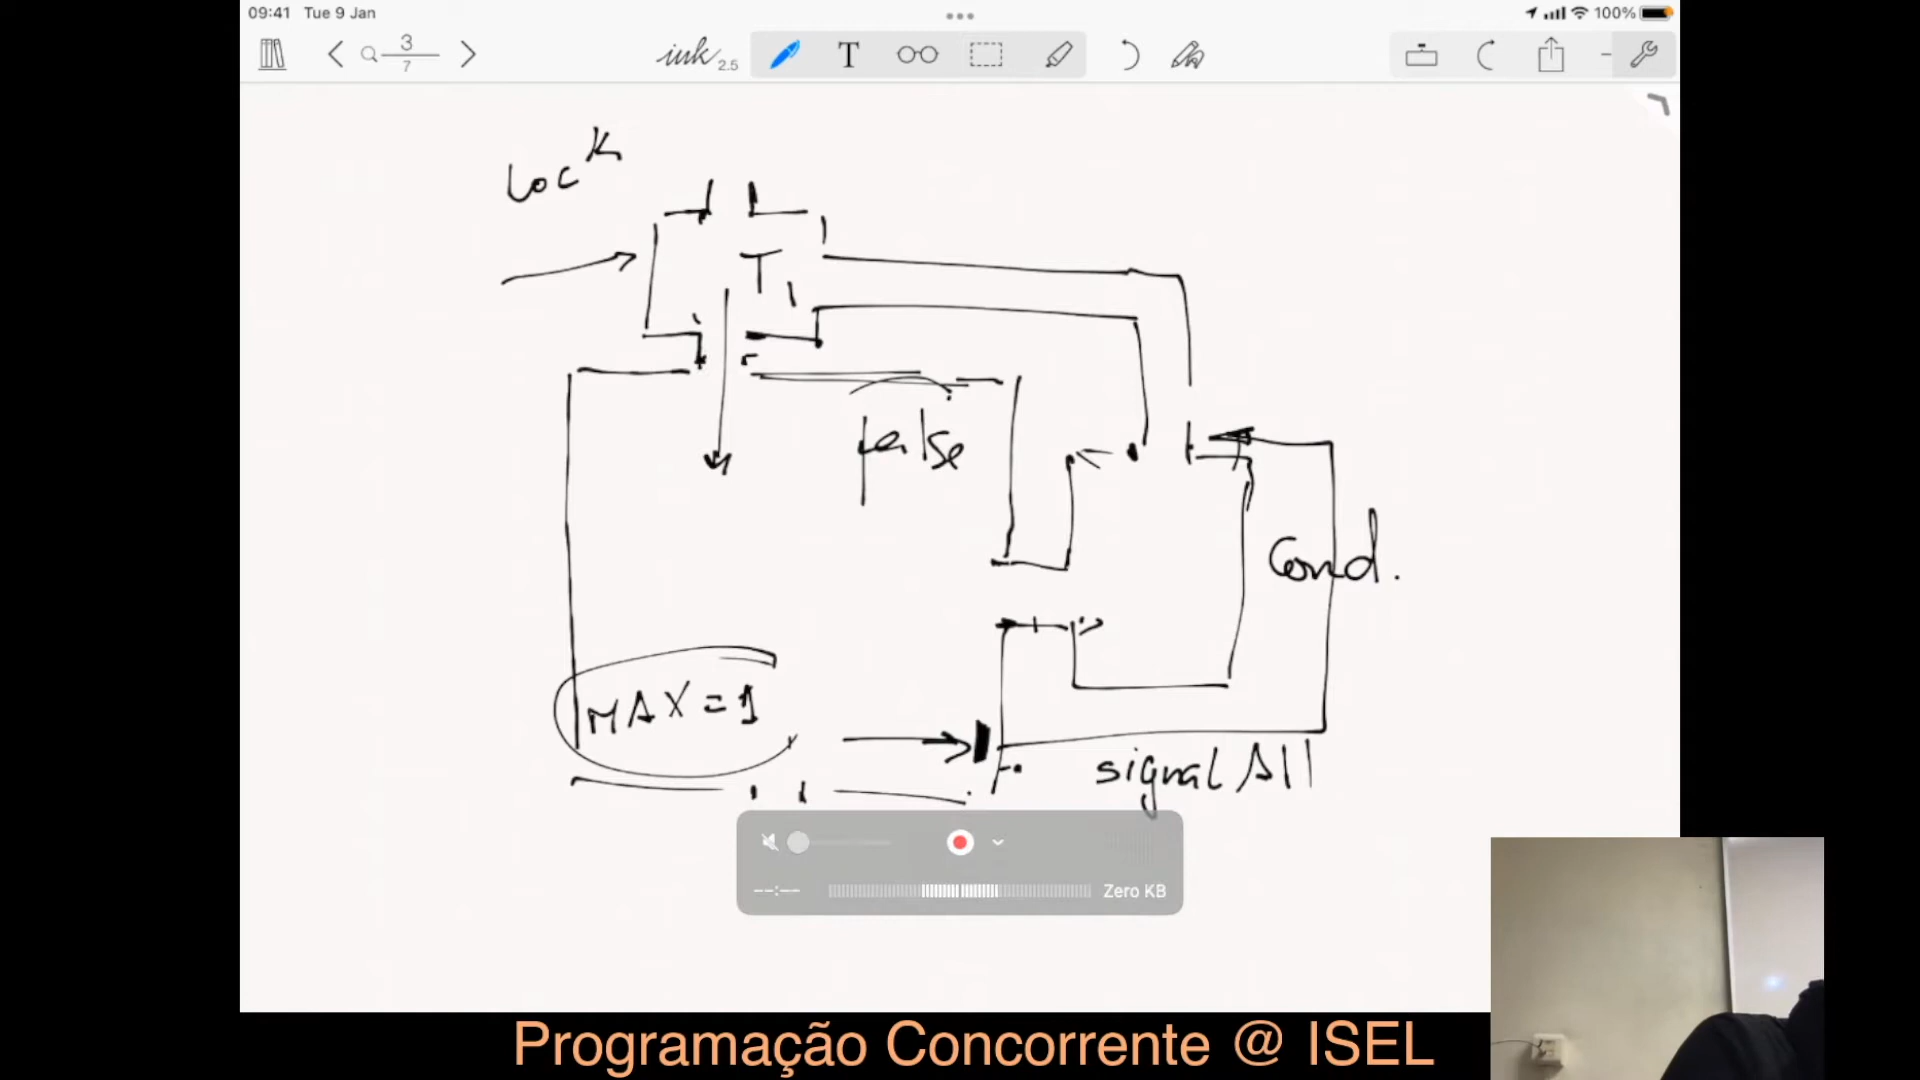 09:41 Tue 9 Jan
100%
3
7
ink 2.5
T
Lock
T1
false
Cond.
MAX = 1
signal All
--:--
Zero KB
Programação Concorrente @ ISEL